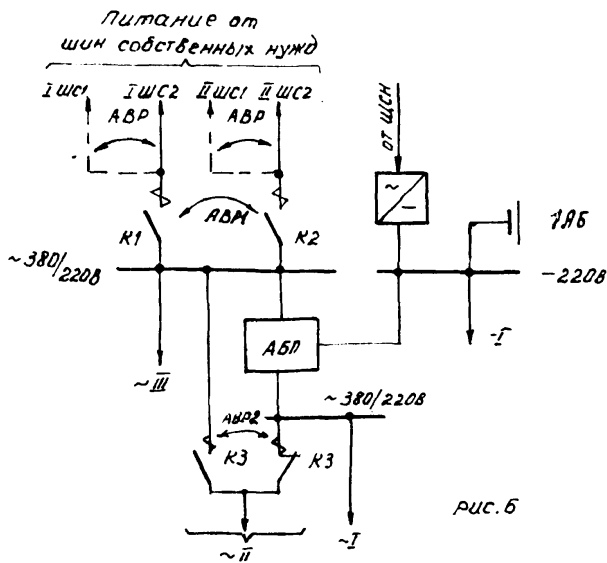 Питание от
шин собственных нужд
I ШС1 I ШС2 II ШС1 II ШС2
АВР АВР
от ЩСН
~
—
АВР1
К1 К2
1АБ
~380/220В
-220В
АБП
-I
~III
~380/220В
АВР2
К3 К3
~II
~I
рис. 6